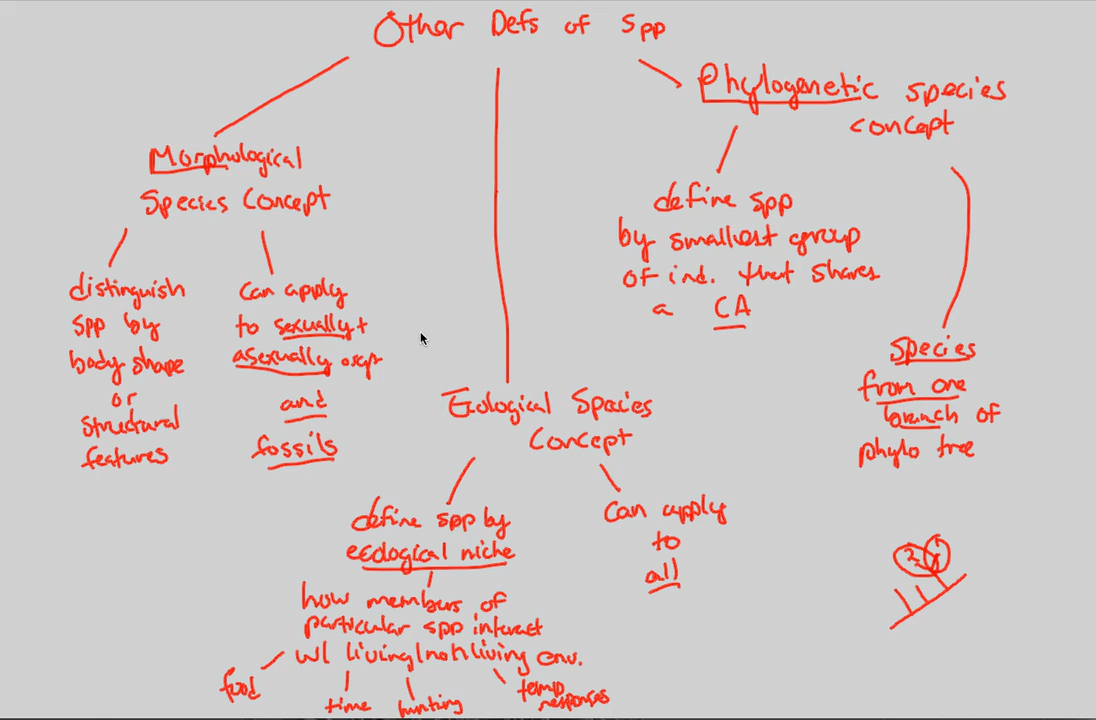 Other Defs of Spp
Morphological
Species Concept
distinguish
spp by
body shape
or
structural
features
Can apply
to sexually +
asexually
and
fossils
Ecological Species
Concept
define spp by
ecological niche
how members of
particular spp interact
w/ living/nonliving env.
food
time
hunting
temp
responses
Can apply
to
all
Phylogenetic species
concept
define spp
by smallest group
of ind. that shares
a CA
Species
from one
branch of
phylo tree